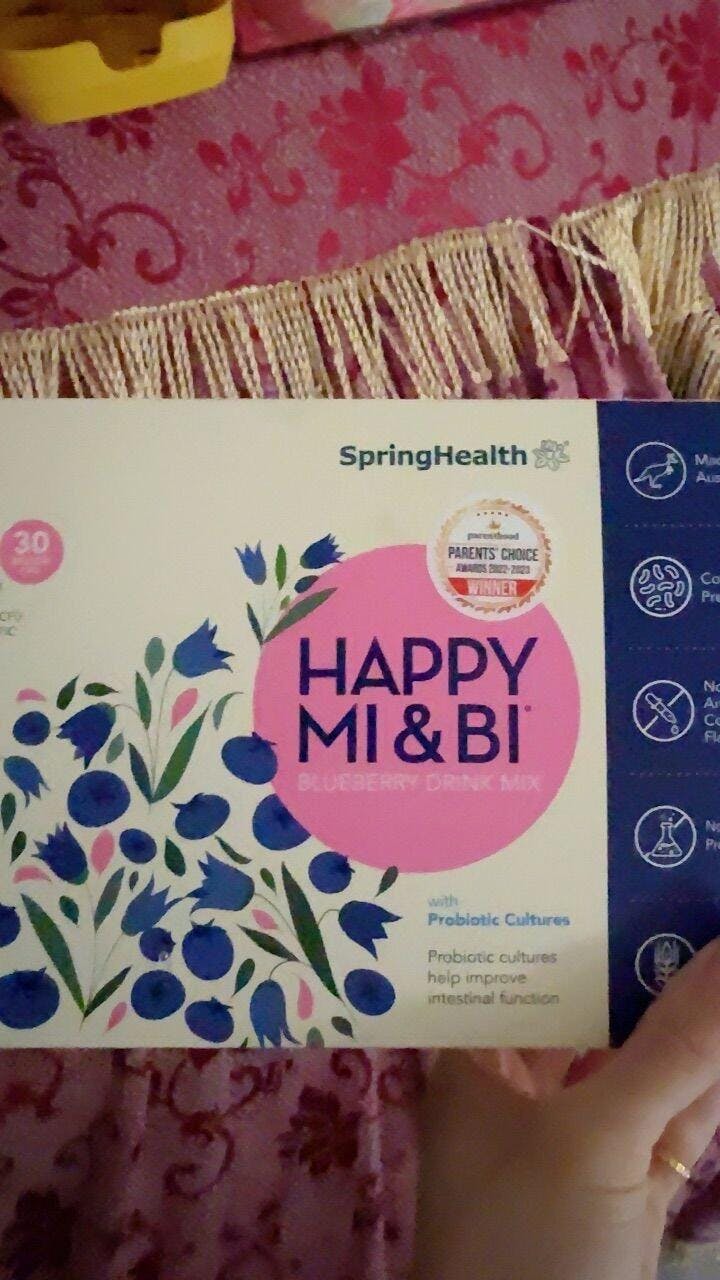 SpringHealth
30
parenthood
PARENTS' CHOICE
AWARDS 2022-2023
WINNER
HAPPY
MI & BI
BLUEBERRY DRINK MIX
with
Probiotic Cultures
Probiotic cultures
help improve
intestinal function
No